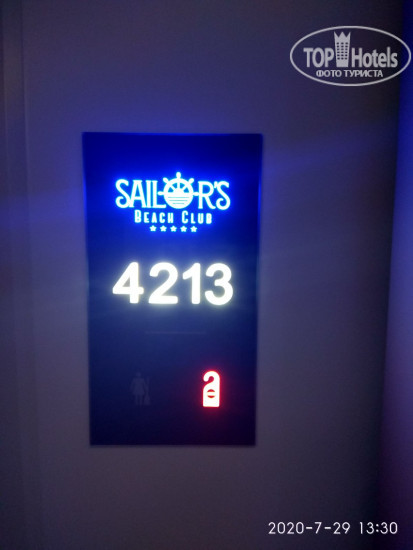 TOP Hotels
ФОТО ТУРИСТА
SAILOR'S
BEACH CLUB
4213
2020-7-29 13:30